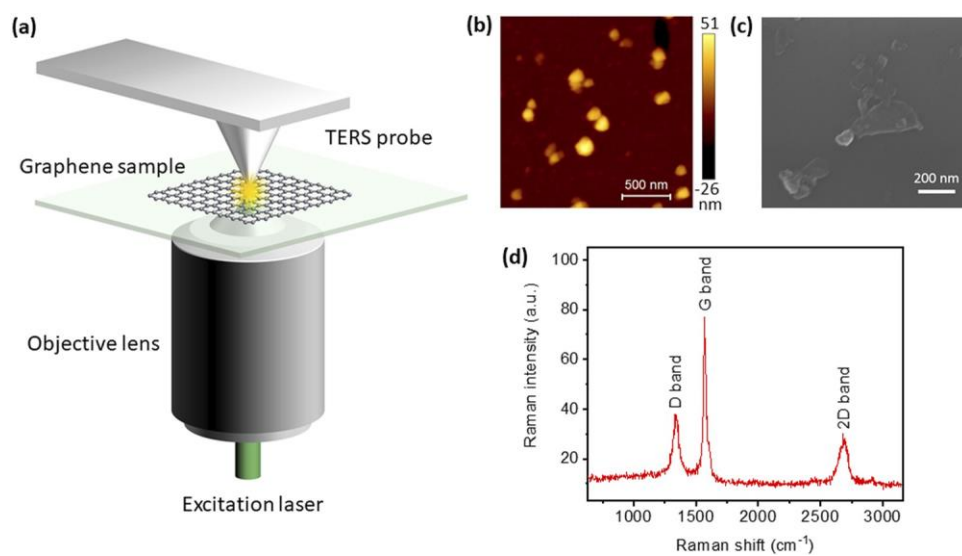 (a)
TERS probe
Graphene sample
Objective lens
Excitation laser
(b)
51
-26
nm
500 nm
(c)
200 nm
(d)
100
80
60
40
20
Raman intensity (a.u.)
D band
G band
2D band
1000 1500 2000 2500 3000
Raman shift (cm⁻¹)